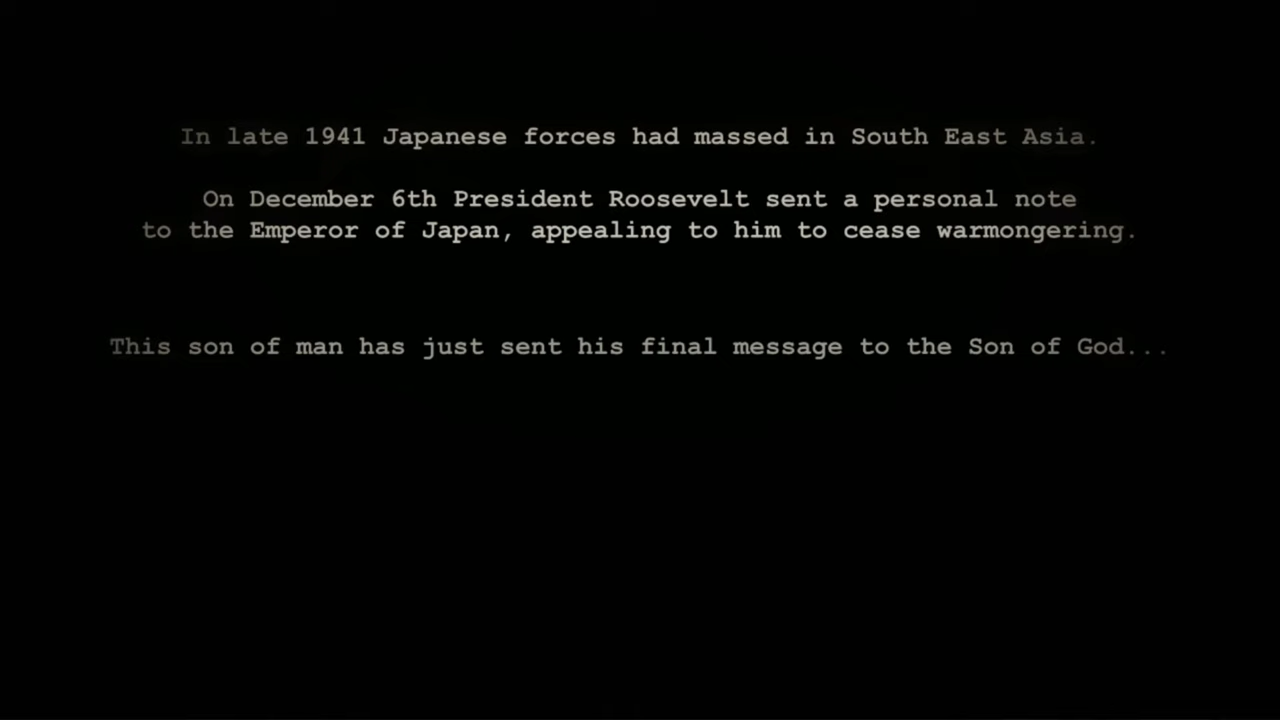 In late 1941 Japanese forces had massed in South East Asia.
On December 6th President Roosevelt sent a personal note
to the Emperor of Japan, appealing to him to cease warmongering.
This son of man has just sent his final message to the Son of God...